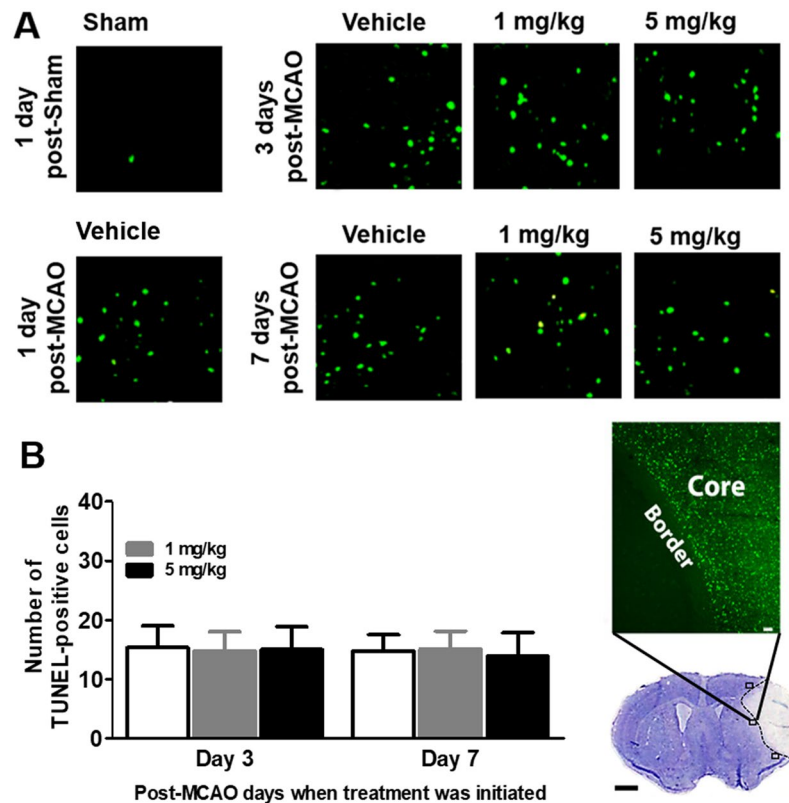 A
Sham
Vehicle
1 mg/kg
5 mg/kg
1 day
post-Sham
3 days
post-MCAO
Vehicle
Vehicle
1 mg/kg
5 mg/kg
1 day
post-MCAO
7 days
post-MCAO
B
Number of
TUNEL-positive cells
40
30
20
10
0
1 mg/kg
5 mg/kg
Day 3
Day 7
Post-MCAO days when treatment was initiated
Core
Border